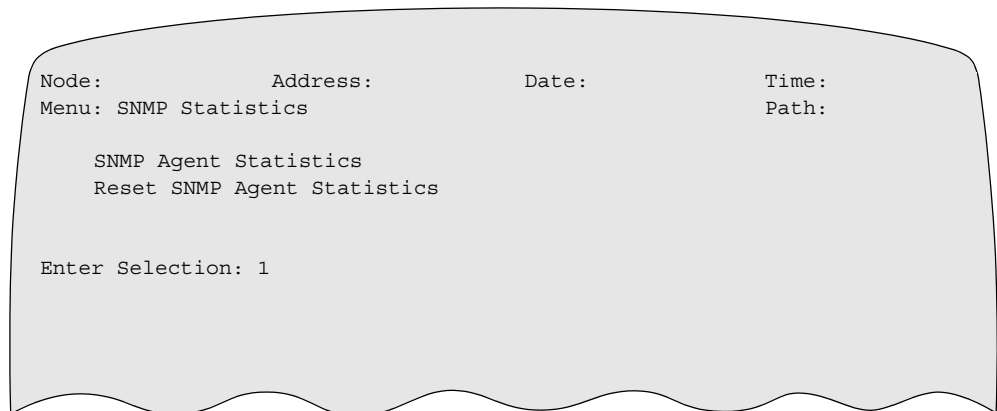 Node: Address: Date: Time:
Menu: SNMP Statistics Path:
SNMP Agent Statistics
Reset SNMP Agent Statistics
Enter Selection: 1